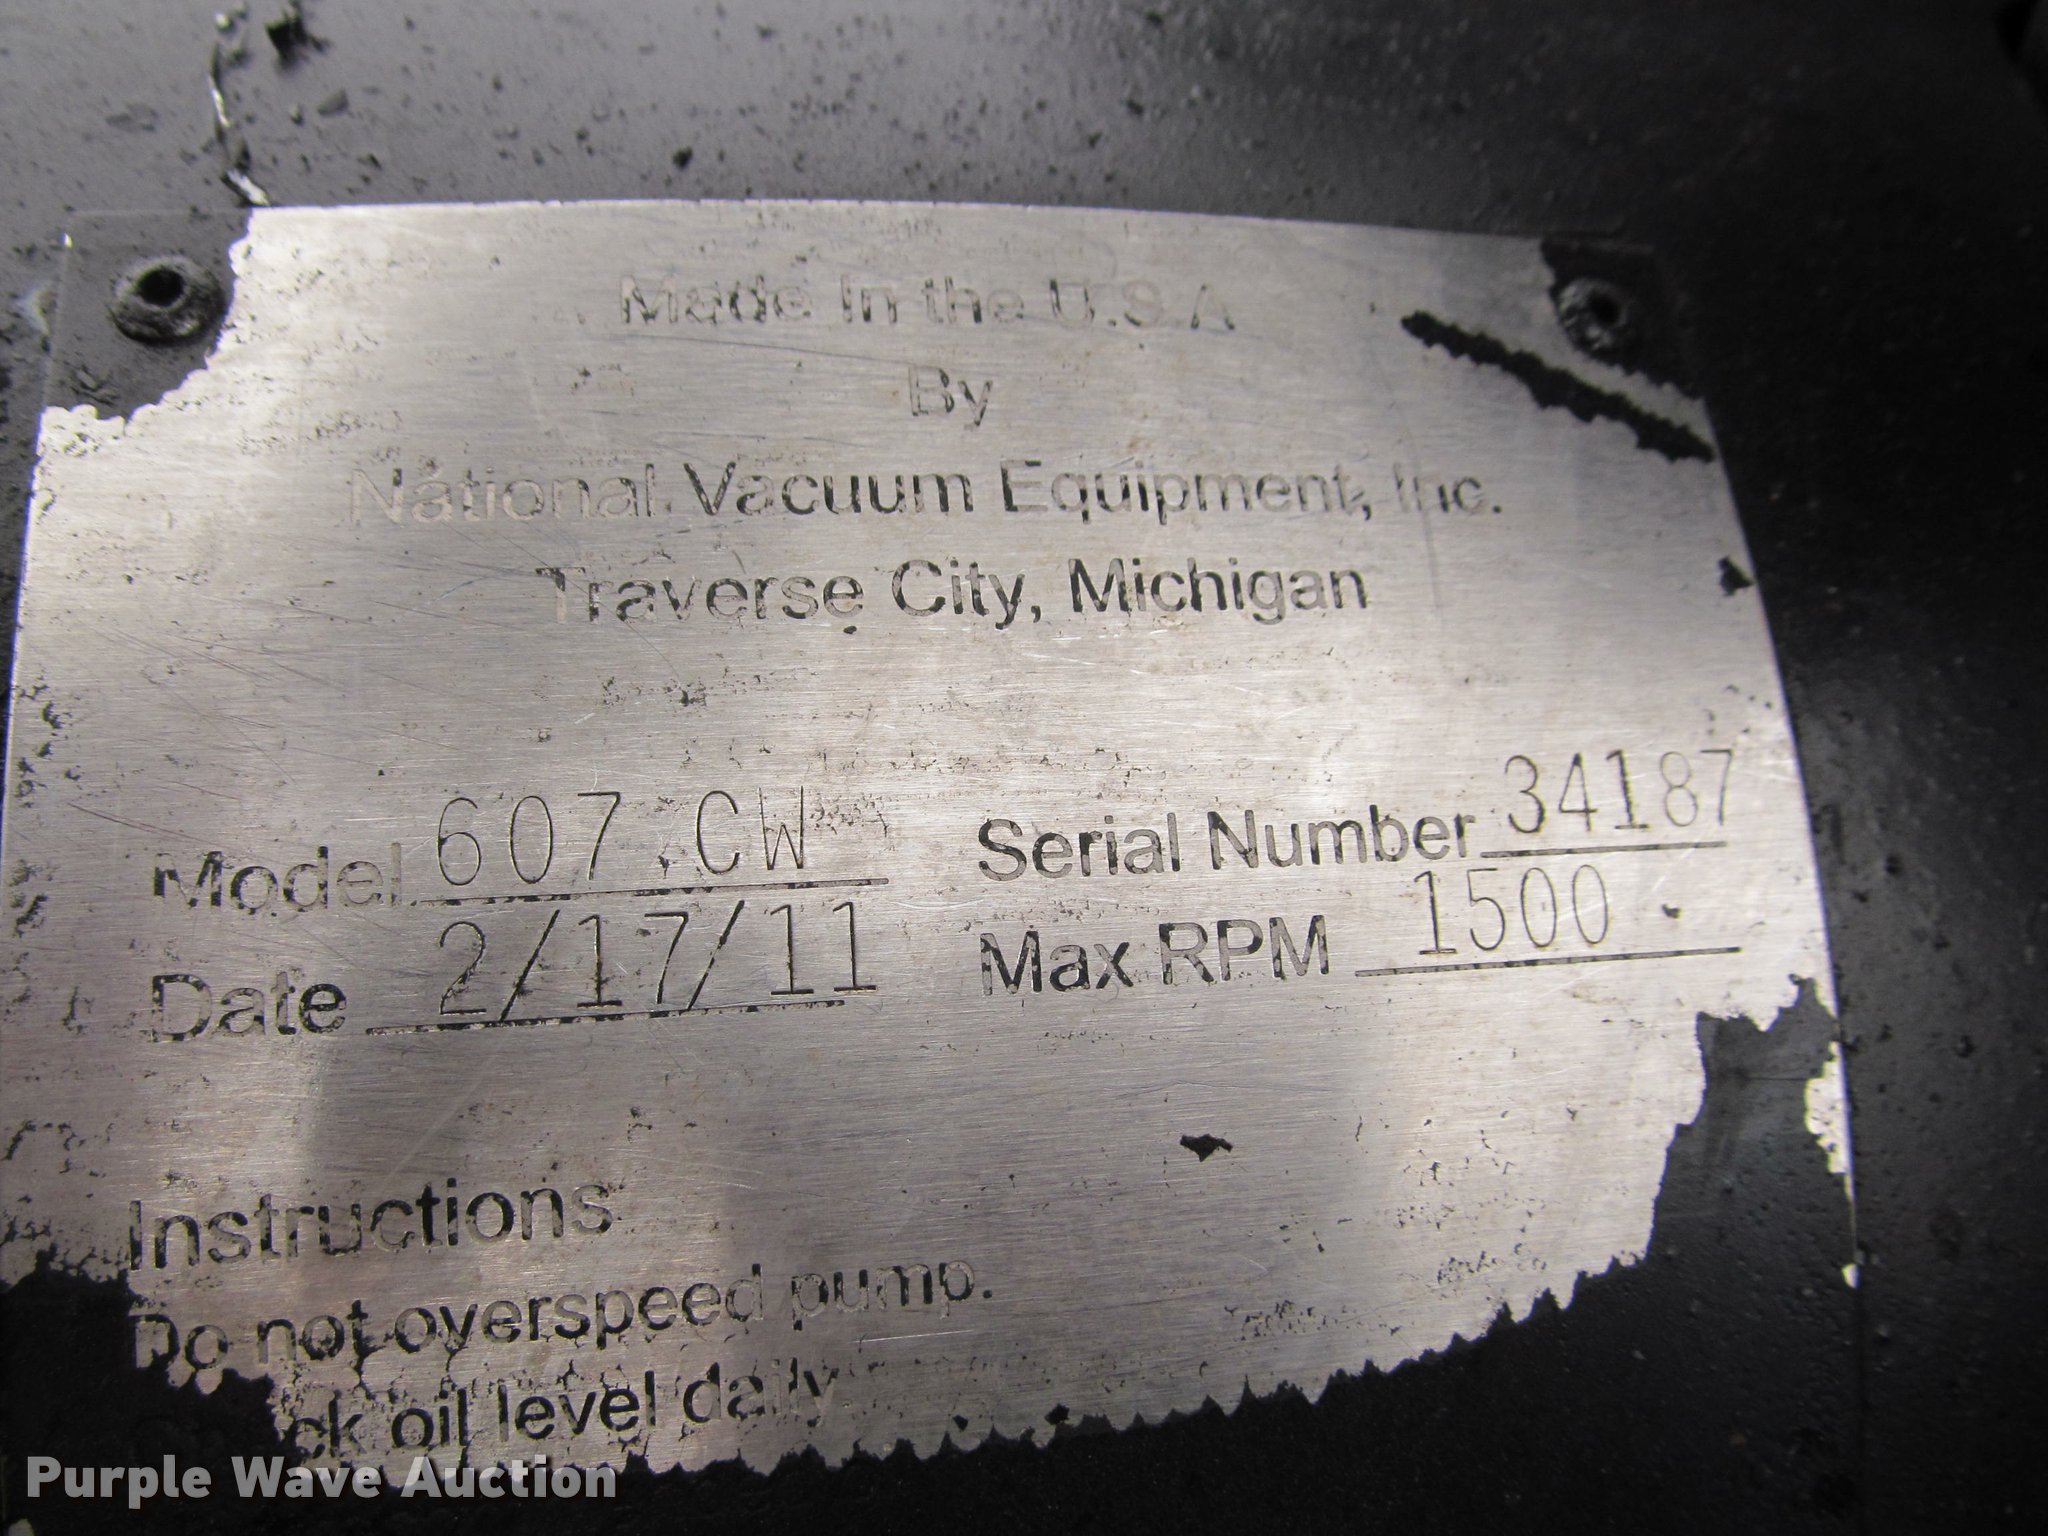 Made In the U.S.A
By
National Vacuum Equipment, Inc.
Traverse City, Michigan
Model 607 CW Serial Number 34187
Date 2/17/11 Max RPM 1500
Instructions
Do not overspeed pump.
ck oil level daily.
Purple Wave Auction